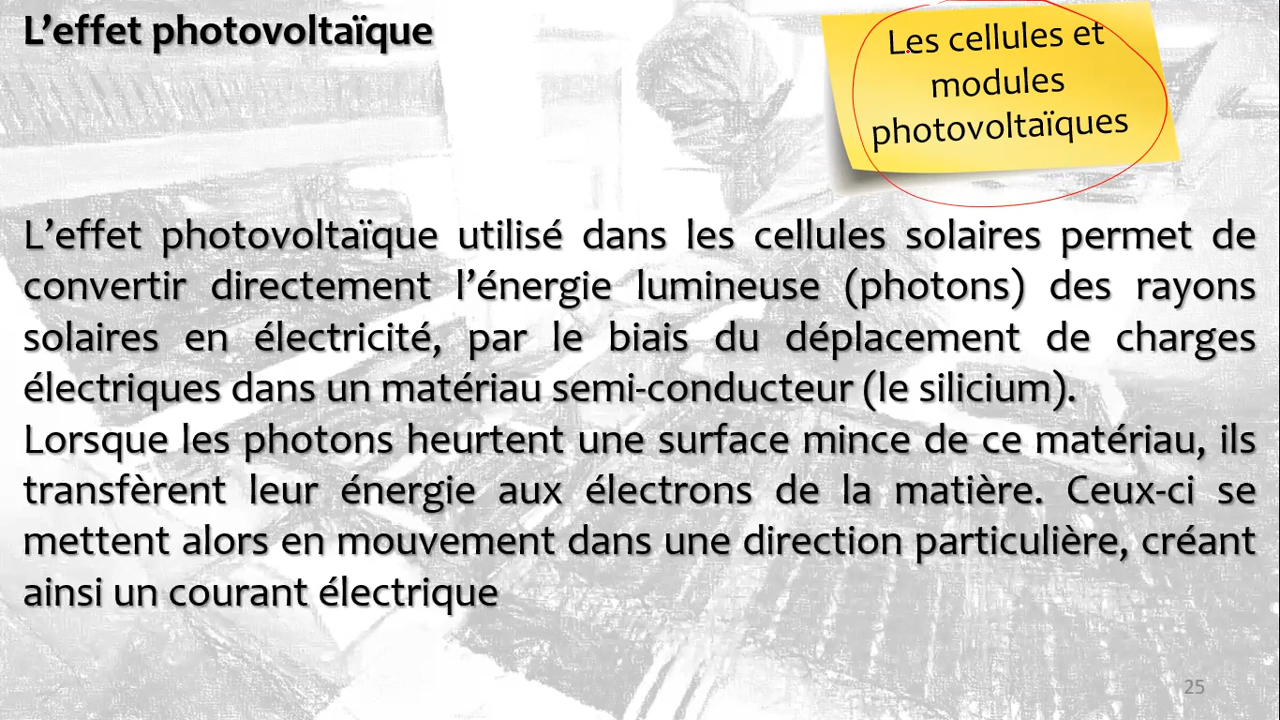 L’effet photovoltaïque
Les cellules et
modules
photovoltaïques
L’effet photovoltaïque utilisé dans les cellules solaires permet de
convertir directement l’énergie lumineuse (photons) des rayons
solaires en électricité, par le biais du déplacement de charges
électriques dans un matériau semi-conducteur (le silicium).
Lorsque les photons heurtent une surface mince de ce matériau, ils
transfèrent leur énergie aux électrons de la matière. Ceux-ci se
mettent alors en mouvement dans une direction particulière, créant
ainsi un courant électrique
25